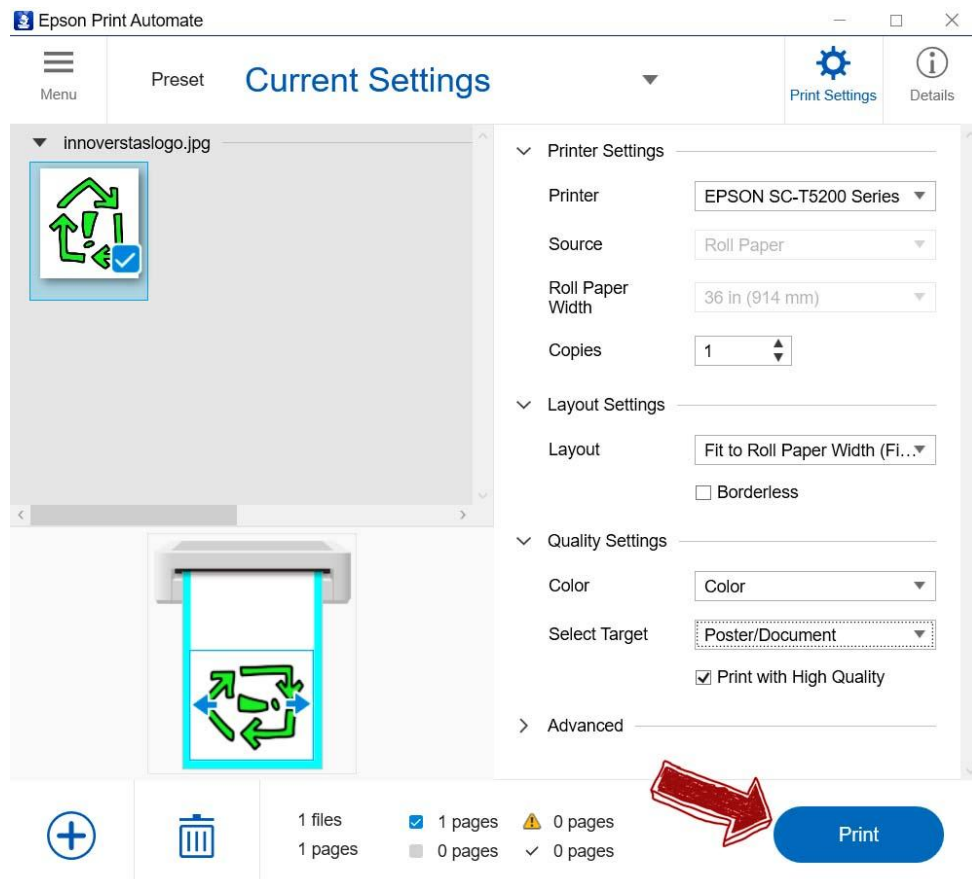 Epson Print Automate
Menu
Preset
Current Settings
Print Settings
Details
innoverstaslogo.jpg
Printer Settings
Printer
EPSON SC-T5200 Series
Source
Roll Paper
Roll Paper
Width
36 in (914 mm)
Copies
1
Layout Settings
Layout
Fit to Roll Paper Width (Fi...
Borderless
Quality Settings
Color
Color
Select Target
Poster/Document
Print with High Quality
Advanced
1 files
1 pages
0 pages
1 pages
0 pages
0 pages
Print